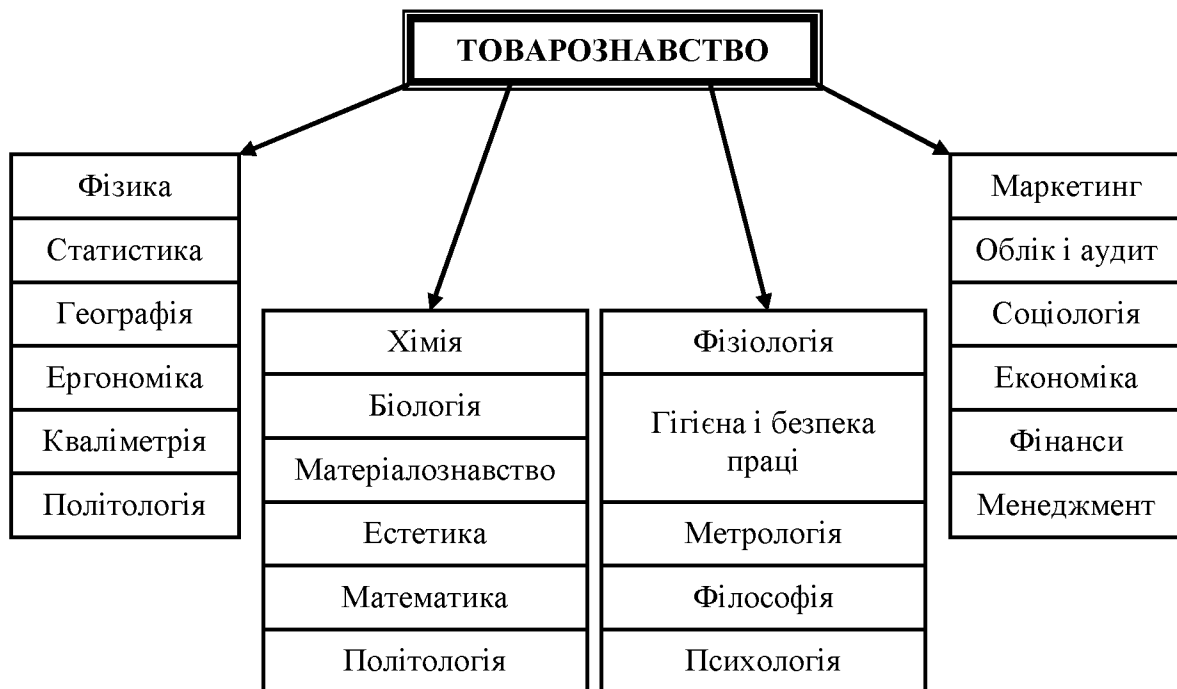 ТОВАРОЗНАВСТВО
Фізика
Статистика
Географія
Ергономіка
Кваліметрія
Політологія
Хімія
Біологія
Матеріалознавство
Естетика
Математика
Політологія
Фізіологія
Гігієна і безпека
праці
Метрологія
Філософія
Психологія
Маркетинг
Облік і аудит
Соціологія
Економіка
Фінанси
Менеджмент